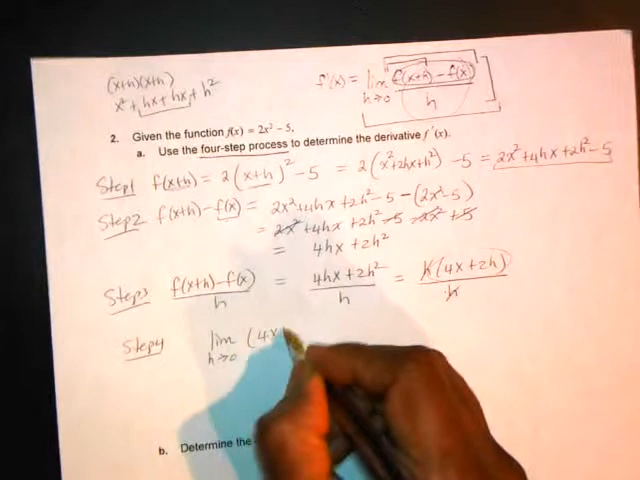 (x+h)(x+h)
x² + hx + hx + h²
f'(x) = lim h→0 [f(x+h) - f(x) / h]
2. Given the function f(x) = 2x² - 5,
a. Use the four-step process to determine the derivative f'(x).
Step1 f(x+h) = 2(x+h)² - 5 = 2(x²+2hx+h²) - 5 = 2x²+4hx+2h²-5
Step2 f(x+h) - f(x) = 2x²+4hx+2h²-5-(2x²-5)
= 2x² +4hx +2h² -5 -2x² +5
= 4hx + 2h²
Step3 f(x+h) - f(x) / h = 4hx + 2h² / h = h(4x+2h) / h
Step4 lim h→0 (4x
b. Determine the